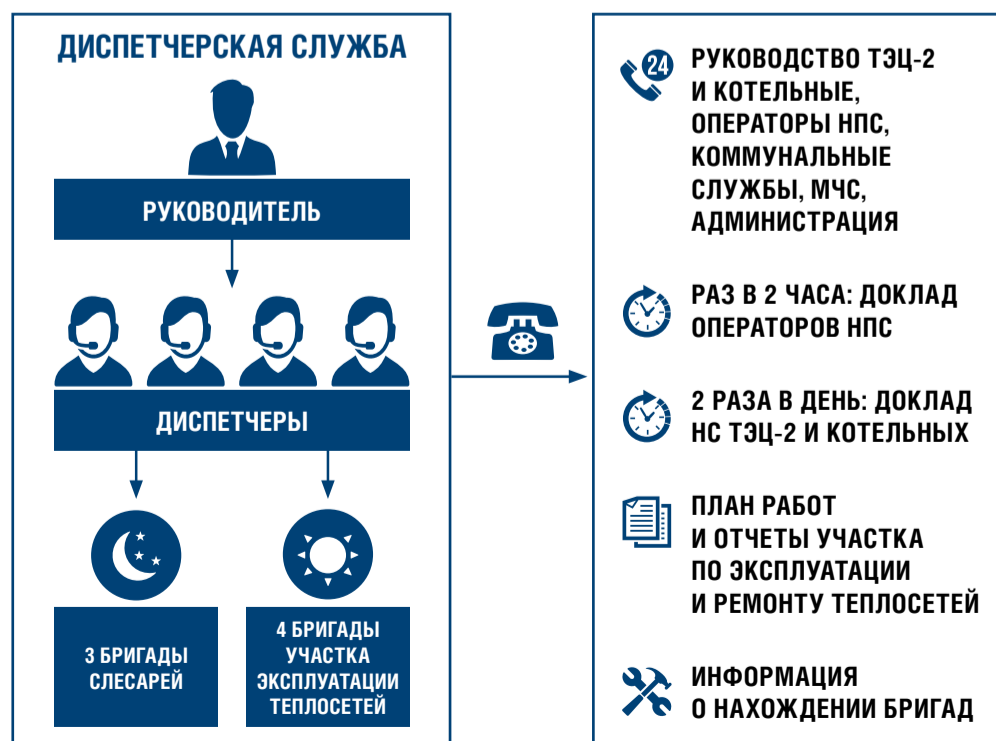 ДИСПЕТЧЕРСКАЯ СЛУЖБА
РУКОВОДИТЕЛЬ
ДИСПЕТЧЕРЫ
3 БРИГАДЫ
СЛЕСАРЕЙ
4 БРИГАДЫ
УЧАСТКА
ЭКСПЛУАТАЦИИ
ТЕПЛОСЕТЕЙ
24
РУКОВОДСТВО ТЭЦ-2
И КОТЕЛЬНЫЕ,
ОПЕРАТОРЫ НПС,
КОММУНАЛЬНЫЕ
СЛУЖБЫ, МЧС,
АДМИНИСТРАЦИЯ
РАЗ В 2 ЧАСА: ДОКЛАД
ОПЕРАТОРОВ НПС
2 РАЗА В ДЕНЬ: ДОКЛАД
НС ТЭЦ-2 И КОТЕЛЬНЫХ
ПЛАН РАБОТ
И ОТЧЕТЫ УЧАСТКА
ПО ЭКСПЛУАТАЦИИ
И РЕМОНТУ ТЕПЛОСЕТЕЙ
ИНФОРМАЦИЯ
О НАХОЖДЕНИИ БРИГАД